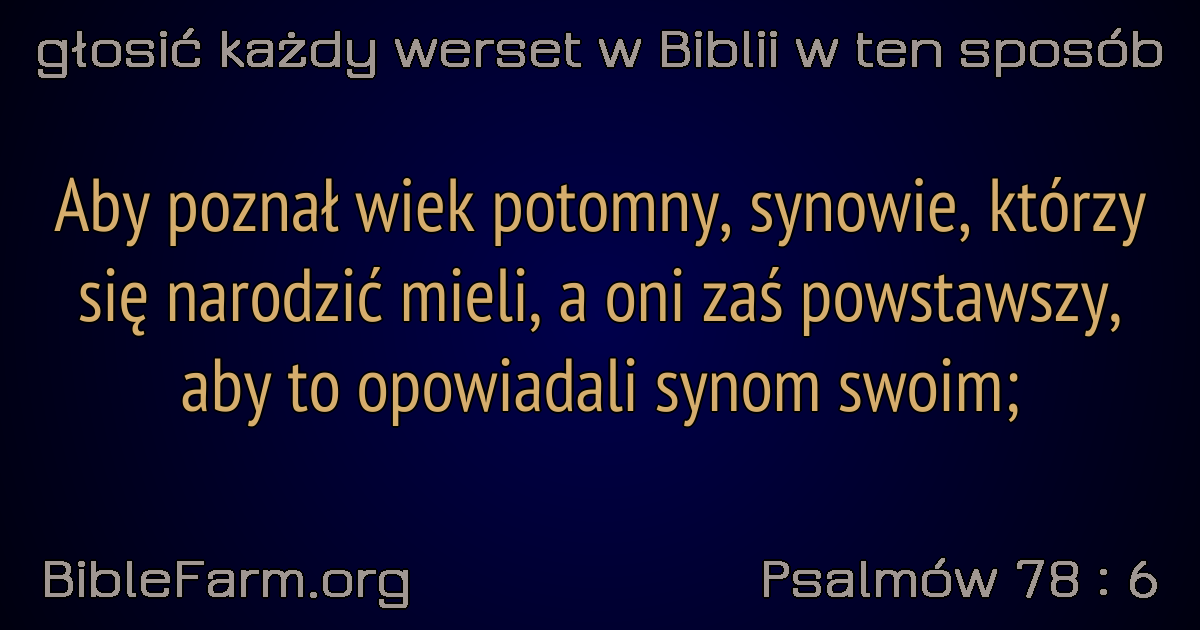 głosić każdy werset w Biblii w ten sposób
Aby poznał wiek potomny, synowie, którzy
się narodzić mieli, a oni zaś powstawszy,
aby to opowiadali synom swoim;
BibleFarm.org
Psalmów 78 : 6